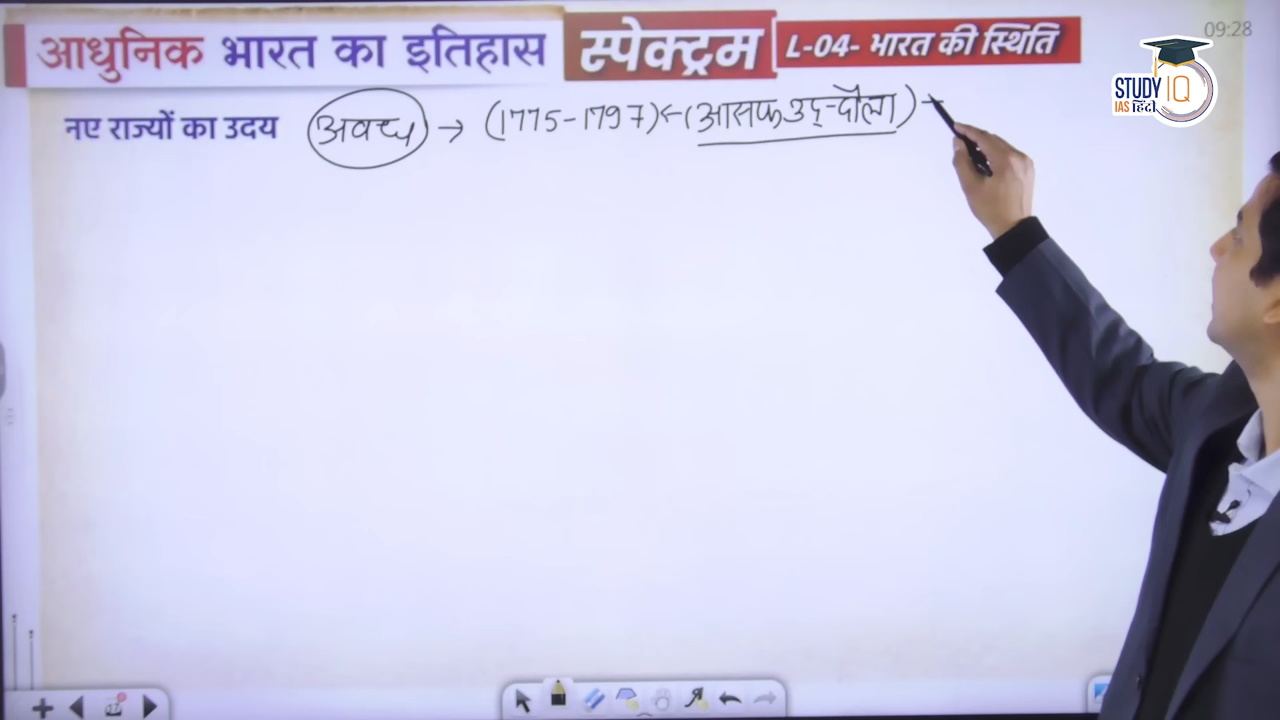 आधुनिक भारत का इतिहास स्पेक्ट्रम L-04- भारत की स्थिति
09:28
STUDY IQ
IAS हिंदी
नए राज्यों का उदय अवध → (1775-1797) ← (आसफ उद्-दौला)